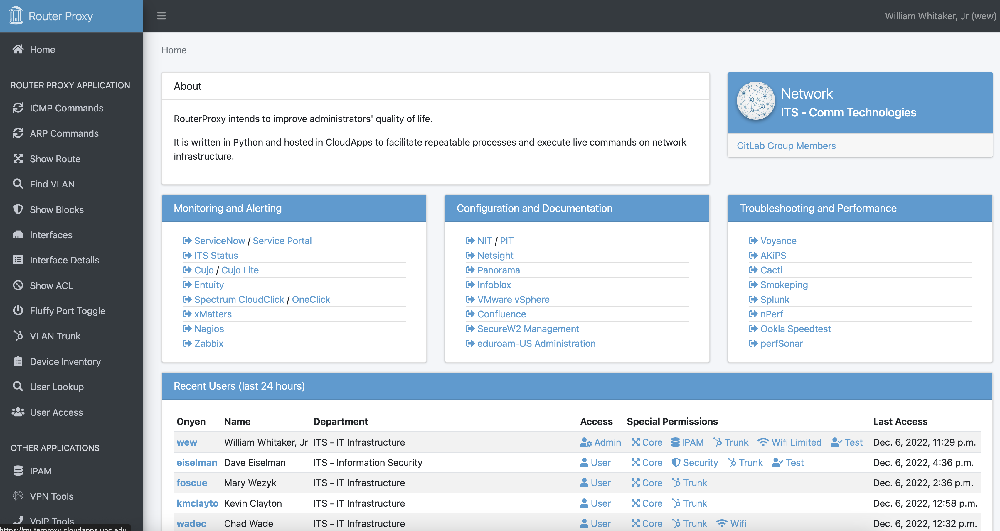 Router Proxy
William Whitaker, Jr (wew)
Home
ROUTER PROXY APPLICATION
ICMP Commands
ARP Commands
Show Route
Find VLAN
Show Blocks
Interfaces
Interface Details
Show ACL
Fluffy Port Toggle
VLAN Trunk
Device Inventory
User Lookup
User Access
OTHER APPLICATIONS
IPAM
VPN Tools
VoIP Tools
https://routerproxy.cloudapps.unc.edu
Home
About
RouterProxy intends to improve administrators' quality of life.
It is written in Python and hosted in CloudApps to facilitate repeatable processes and execute live commands on network
infrastructure.
Network
ITS - Comm Technologies
GitLab Group Members
Monitoring and Alerting
ServiceNow / Service Portal
ITS Status
Cujo / Cujo Lite
Entuity
Spectrum CloudClick / OneClick
xMatters
Nagios
Zabbix
Configuration and Documentation
NIT / PIT
Netsight
Panorama
Infoblox
VMware vSphere
Confluence
SecureW2 Management
eduroam-US Administration
Troubleshooting and Performance
Voyance
AKiPS
Cacti
Smokeping
Splunk
nPerf
Ookla Speedtest
perfSonar
Recent Users (last 24 hours)
Onyen Name Department Access Special Permissions Last Access
wew William Whitaker, Jr ITS - IT Infrastructure Admin Core IPAM Trunk Wifi Limited Test Dec. 6, 2022, 11:29 p.m.
eiselman Dave Eiselman ITS - Information Security User Core Security Trunk Test Dec. 6, 2022, 4:36 p.m.
foscue Mary Wezyk ITS - IT Infrastructure User Core Trunk Dec. 6, 2022, 2:36 p.m.
kmclayto Kevin Clayton ITS - IT Infrastructure User Core Trunk Dec. 6, 2022, 12:58 p.m.
wadec Chad Wade ITS - IT Infrastructure User Core Trunk Wifi Dec. 6, 2022, 12:32 p.m.